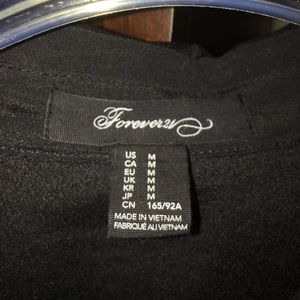 Forever21
US M
CA M
EU M
UK M
KR M
JP M
CN 165/92A
MADE IN VIETNAM
FABRIQUÉ AU VIETNAM